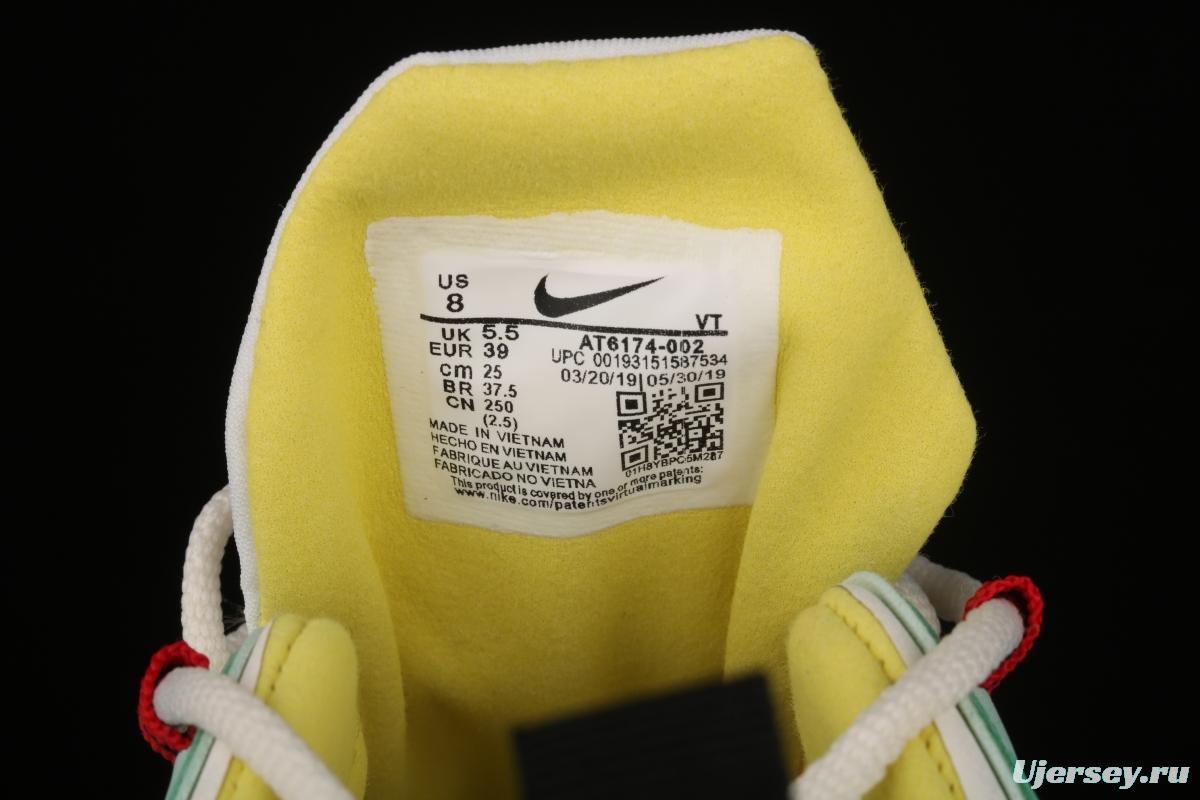 US
8
VT
UK 5.5
EUR 39
cm 25
BR 37.5
CN 250
(2.5)
AT6174-002
UPC 00193151587534
03/20/19 | 05/30/19
MADE IN VIETNAM
HECHO EN VIETNAM
FABRIQUE AU VIETNAM
FABRICADO NO VIETNA
01H8YBPO5M287
This product is covered by one or more patents:
www.nike.com/patentsvirtualmarking
Ujersey.ru